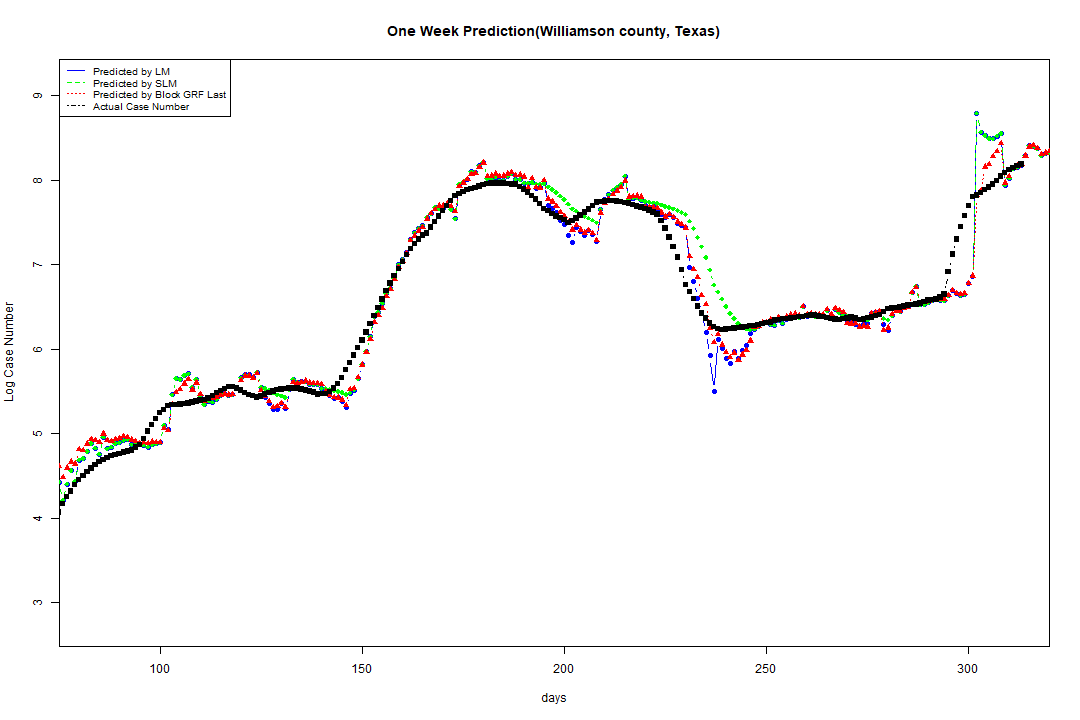 One Week Prediction(Williamson county, Texas)
Predicted by LM
Predicted by SLM
Predicted by Block GRF Last
Actual Case Number
Log Case Number
9
8
7
6
5
4
3
100 150 200 250 300
days